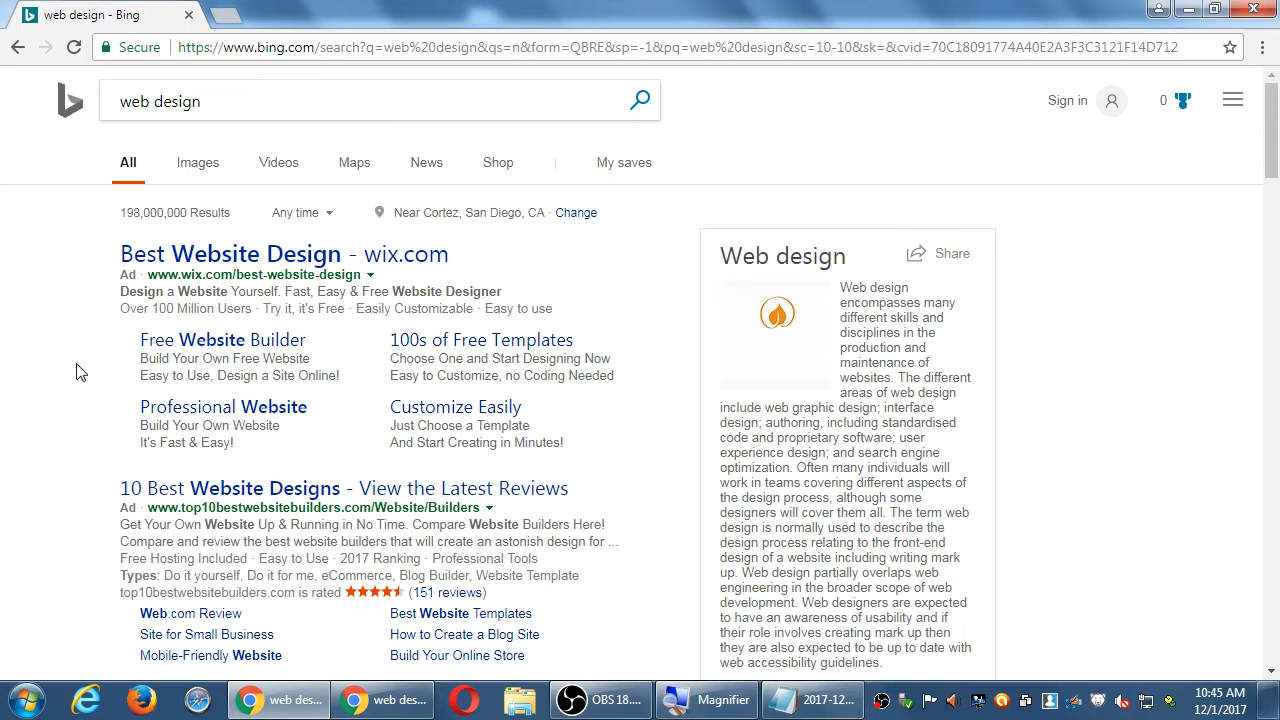 web design - Bing
Secure
https://www.bing.com/search?q=web%20design&qs=n&form=QBRE&sp=-1&pq=web%20design&sc=10-10&sk=&cvid=70C18091774A40E2A3F3C3121F14D712
web design
Sign in
0
All
Images
Videos
Maps
News
Shop
My saves
198,000,000 Results
Any time
Near Cortez, San Diego, CA · Change
Best Website Design - wix.com
Ad · www.wix.com/best-website-design
Design a Website Yourself. Fast, Easy & Free Website Designer
Over 100 Million Users · Try it, it's Free · Easily Customizable · Easy to use
Free Website Builder
Build Your Own Free Website
Easy to Use, Design a Site Online!
100s of Free Templates
Choose One and Start Designing Now
Easy to Customize, no Coding Needed
Professional Website
Build Your Own Website
It's Fast & Easy!
Customize Easily
Just Choose a Template
And Start Creating in Minutes!
10 Best Website Designs - View the Latest Reviews
Ad · www.top10bestwebsitebuilders.com/Website/Builders
Get Your Own Website Up & Running in No Time. Compare Website Builders Here!
Compare and review the best website builders that will create an astonish design for ...
Free Hosting Included · Easy to Use · 2017 Ranking · Professional Tools
Types: Do it yourself, Do it for me, eCommerce, Blog Builder, Website Template
top10bestwebsitebuilders.com is rated (151 reviews)
Web.com Review
Site for Small Business
Mobile-Friendly Website
Best Website Templates
How to Create a Blog Site
Build Your Online Store
Web design
Share
Web design
encompasses many
different skills and
disciplines in the
production and
maintenance of
websites. The different
areas of web design
include web graphic design; interface
design; authoring, including standardised
code and proprietary software; user
experience design; and search engine
optimization. Often many individuals will
work in teams covering different aspects of
the design process, although some
designers will cover them all. The term web
design is normally used to describe the
design process relating to the front-end
design of a website including writing mark
up. Web design partially overlaps web
engineering in the broader scope of web
development. Web designers are expected
to have an awareness of usability and if
their role involves creating mark up then
they are also expected to be up to date with
web accessibility guidelines.
web des...
web des...
OBS 18....
Magnifier
2017-12...
10:45 AM
12/1/2017